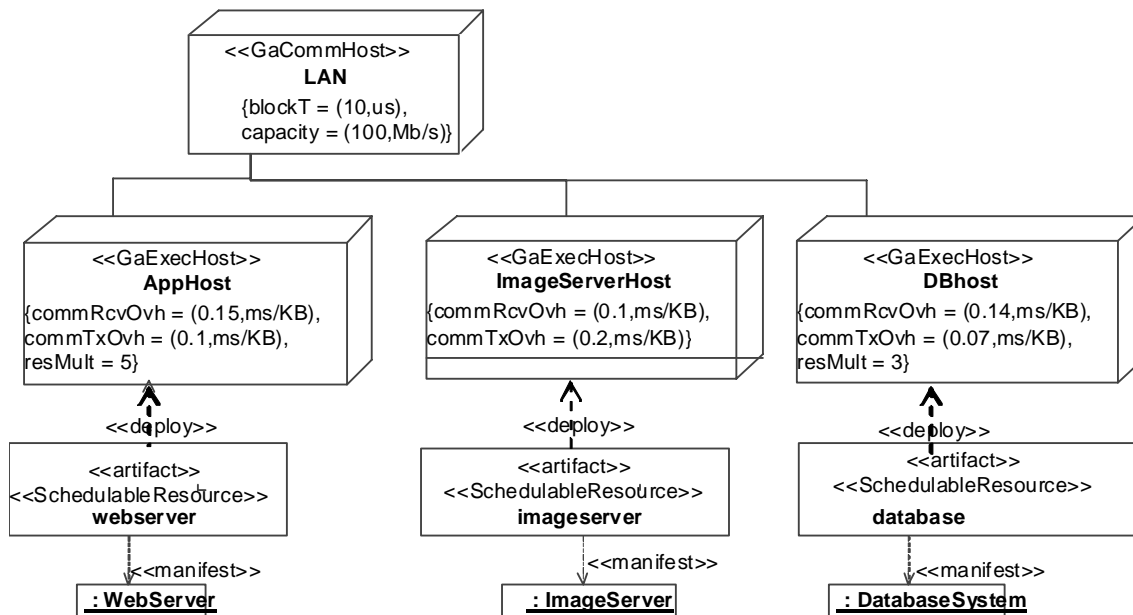 <<GaCommHost>>
LAN
{blockT = (10,us),
capacity = (100,Mb/s)}
<<GaExecHost>>
AppHost
{commRcvOvh = (0.15,ms/KB),
commTxOvh = (0.1,ms/KB),
resMult = 5}
<<GaExecHost>>
ImageServerHost
{commRcvOvh = (0.1,ms/KB),
commTxOvh = (0.2,ms/KB)}
<<GaExecHost>>
DBhost
{commRcvOvh = (0.14,ms/KB),
commTxOvh = (0.07,ms/KB),
resMult = 3}
<<deploy>>
<<deploy>>
<<deploy>>
<<artifact>>
<<SchedulableResource>>
webserver
<<artifact>>
<<SchedulableResource>>
imageserver
<<artifact>>
<<SchedulableResource>>
database
<<manifest>>
<<manifest>>
<<manifest>>
: WebServer
: ImageServer
: DatabaseSystem